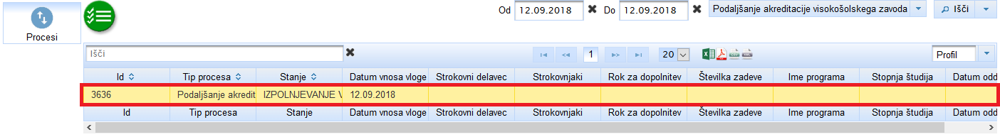 Od 12.09.2018 Do 12.09.2018 Podaljšanje akreditacije visokošolskega zavoda Išči
Procesi
Išči 1 20 Profil
Id Tip procesa Stanje Datum vnosa vloge Strokovni delavec Strokovnjaki Rok za dopolnitev Številka zadeve Ime programa Stopnja študija Datum odd
3636 Podaljšanje akredit IZPOLNJEVANJE V 12.09.2018
Id Tip procesa Stanje Datum vnosa vloge Strokovni delavec Strokovnjaki Rok za dopolnitev Številka zadeve Ime programa Stopnja študija Datum odd